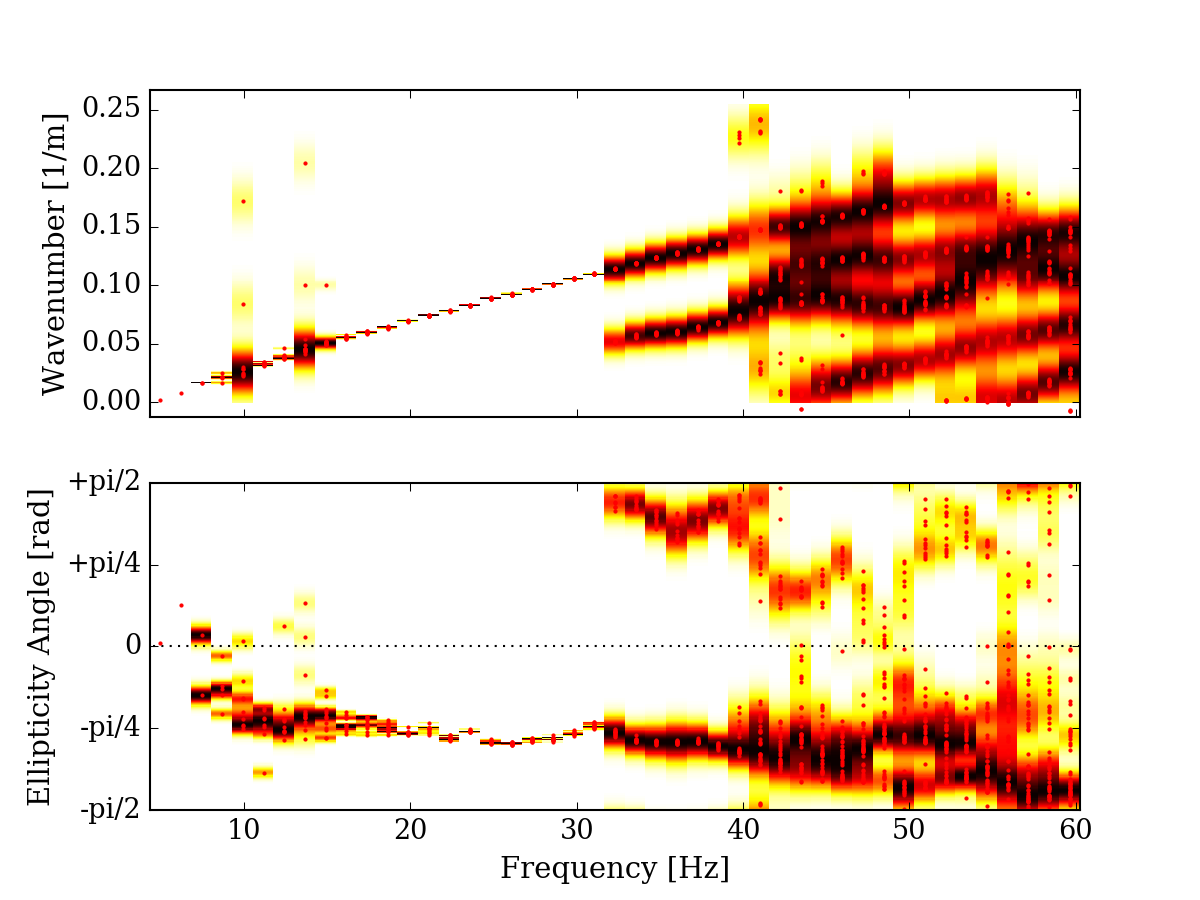 0.25
0.20
0.15
0.10
0.05
0.00
Wavenumber [1/m]
+pi/2
+pi/4
0
-pi/4
-pi/2
Ellipticity Angle [rad]
10 20 30 40 50 60
Frequency [Hz]